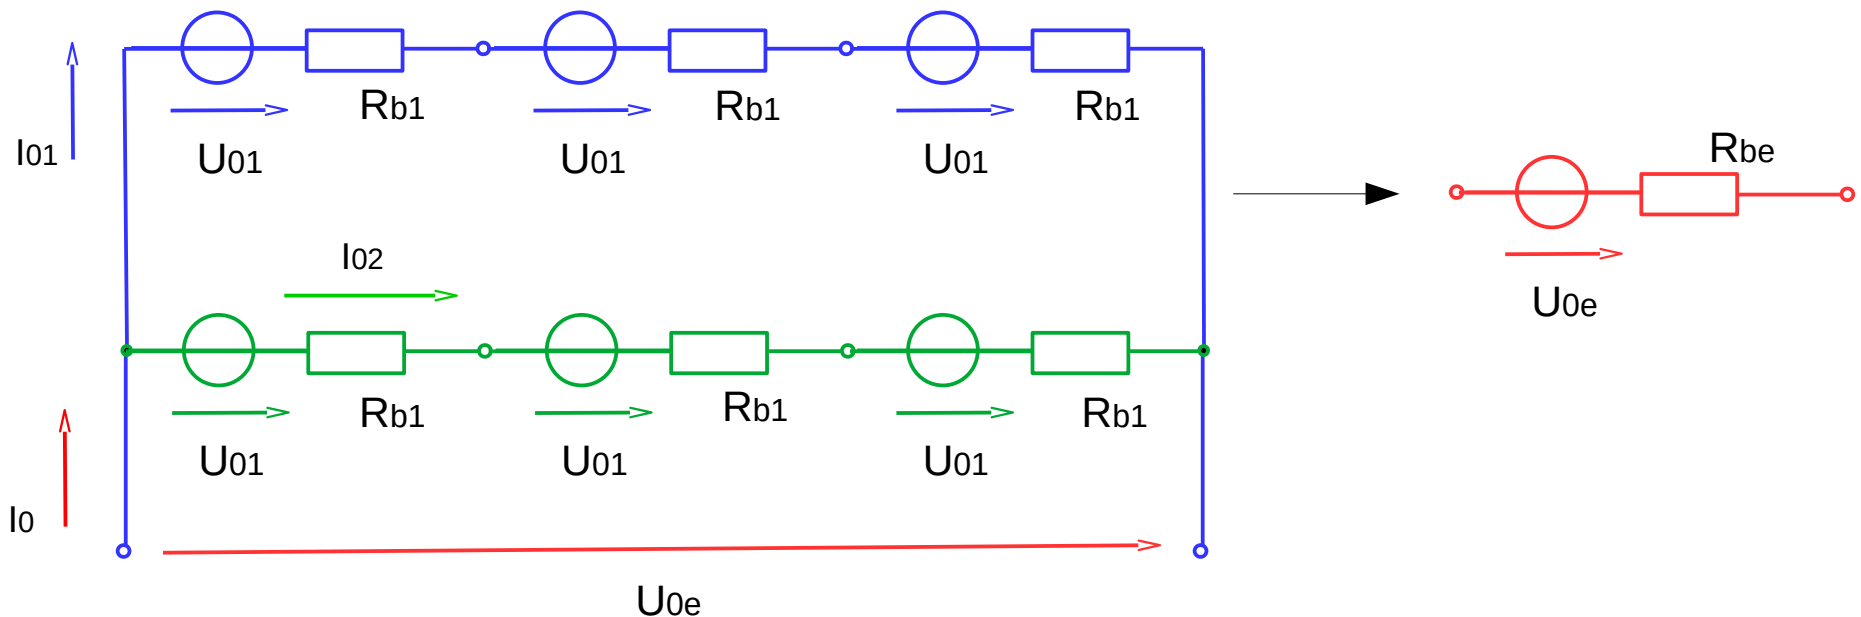 Rb1 Rb1 Rb1
I01 U01 U01 U01
Rbe
I02
U0e
Rb1 Rb1 Rb1
U01 U01 U01
I0
U0e